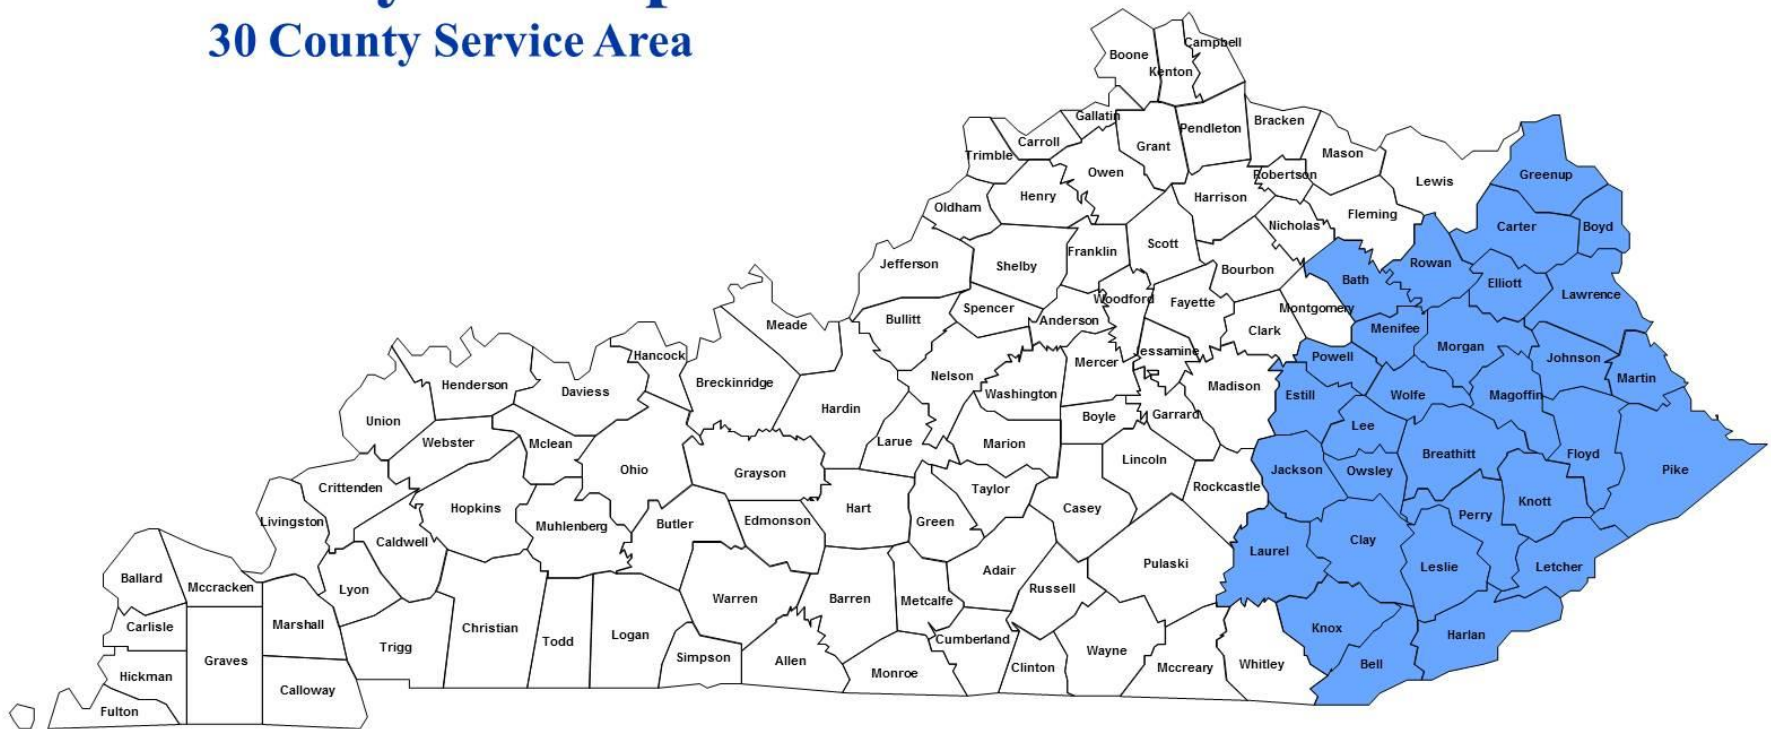 30 County Service Area
Campbell
Boone
Kenton
Gallatin
Bracken
Pendleton
Carroll
Grant
Mason
Trimble
Owen
Robertson
Greenup
Lewis
Henry
Harrison
Oldham
Fleming
Nicholas
Carter
Boyd
Scott
Franklin
Jefferson
Shelby
Bourbon
Rowan
Bath
Elliott
Lawrence
Woodford
Fayette
Spencer
Montgomery
Bullitt
Anderson
Meade
Clark
Menifee
Morgan
Hancock
Jessamine
Powell
Johnson
Mercer
Nelson
Martin
Breckinridge
Henderson
Madison
Daviess
Washington
Estill
Wolfe
Magoffin
Hardin
Garrard
Boyle
Union
Lee
Webster
Mclean
Larue
Marion
Breathitt
Floyd
Lincoln
Ohio
Grayson
Jackson
Owsley
Pike
Crittenden
Taylor
Rockcastle
Knott
Hopkins
Hart
Casey
Perry
Livingston
Muhlenberg
Butler
Edmonson
Green
Caldwell
Clay
Laurel
Pulaski
Leslie
Letcher
Adair
Ballard
Mccracken
Lyon
Russell
Warren
Barren
Metcalfe
Carlisle
Marshall
Christian
Knox
Logan
Harlan
Todd
Cumberland
Trigg
Wayne
Simpson
Graves
Allen
Bell
Whitley
Clinton
Mccreary
Monroe
Hickman
Calloway
Fulton